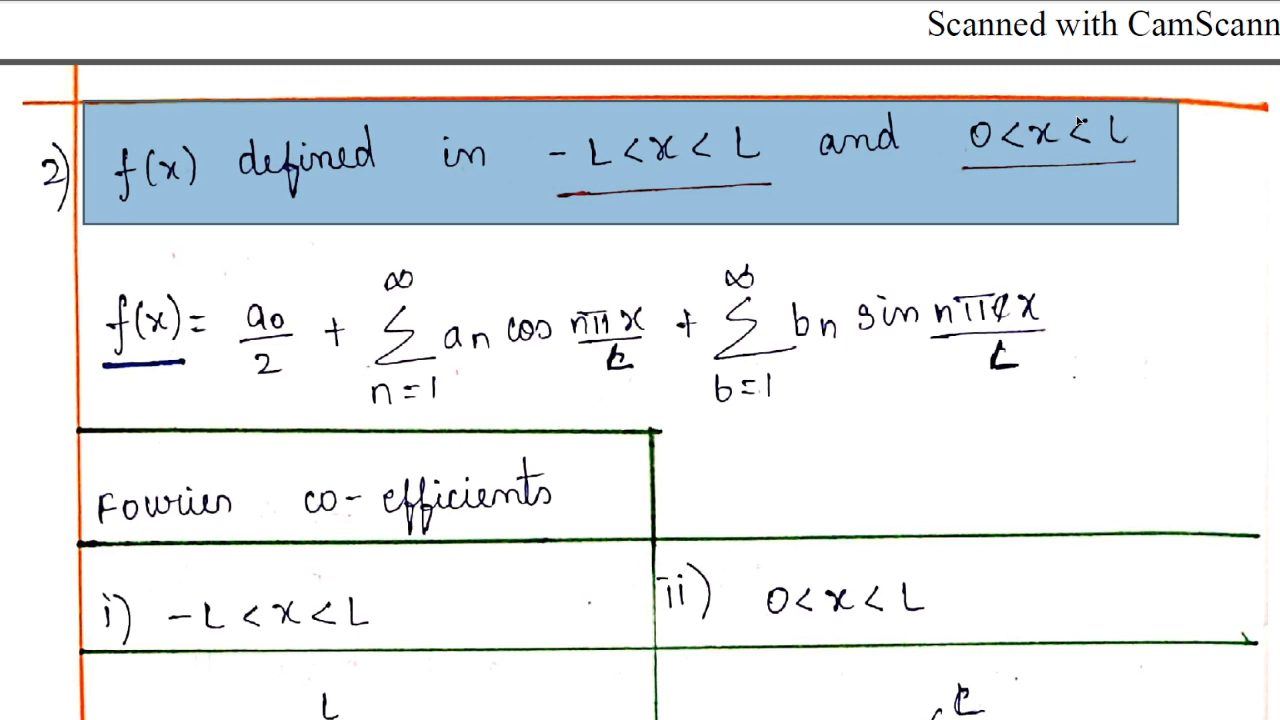 Scanned with CamScann
2) f(x) defined in -L<x<L and 0<x<L
f(x) = a0/2 + ∞∑n=1 an cos nπx/L + ∞∑b=1 bn sin nπx/L
Fourier co-efficients
i) -L<x<L ii) 0<x<L
L L